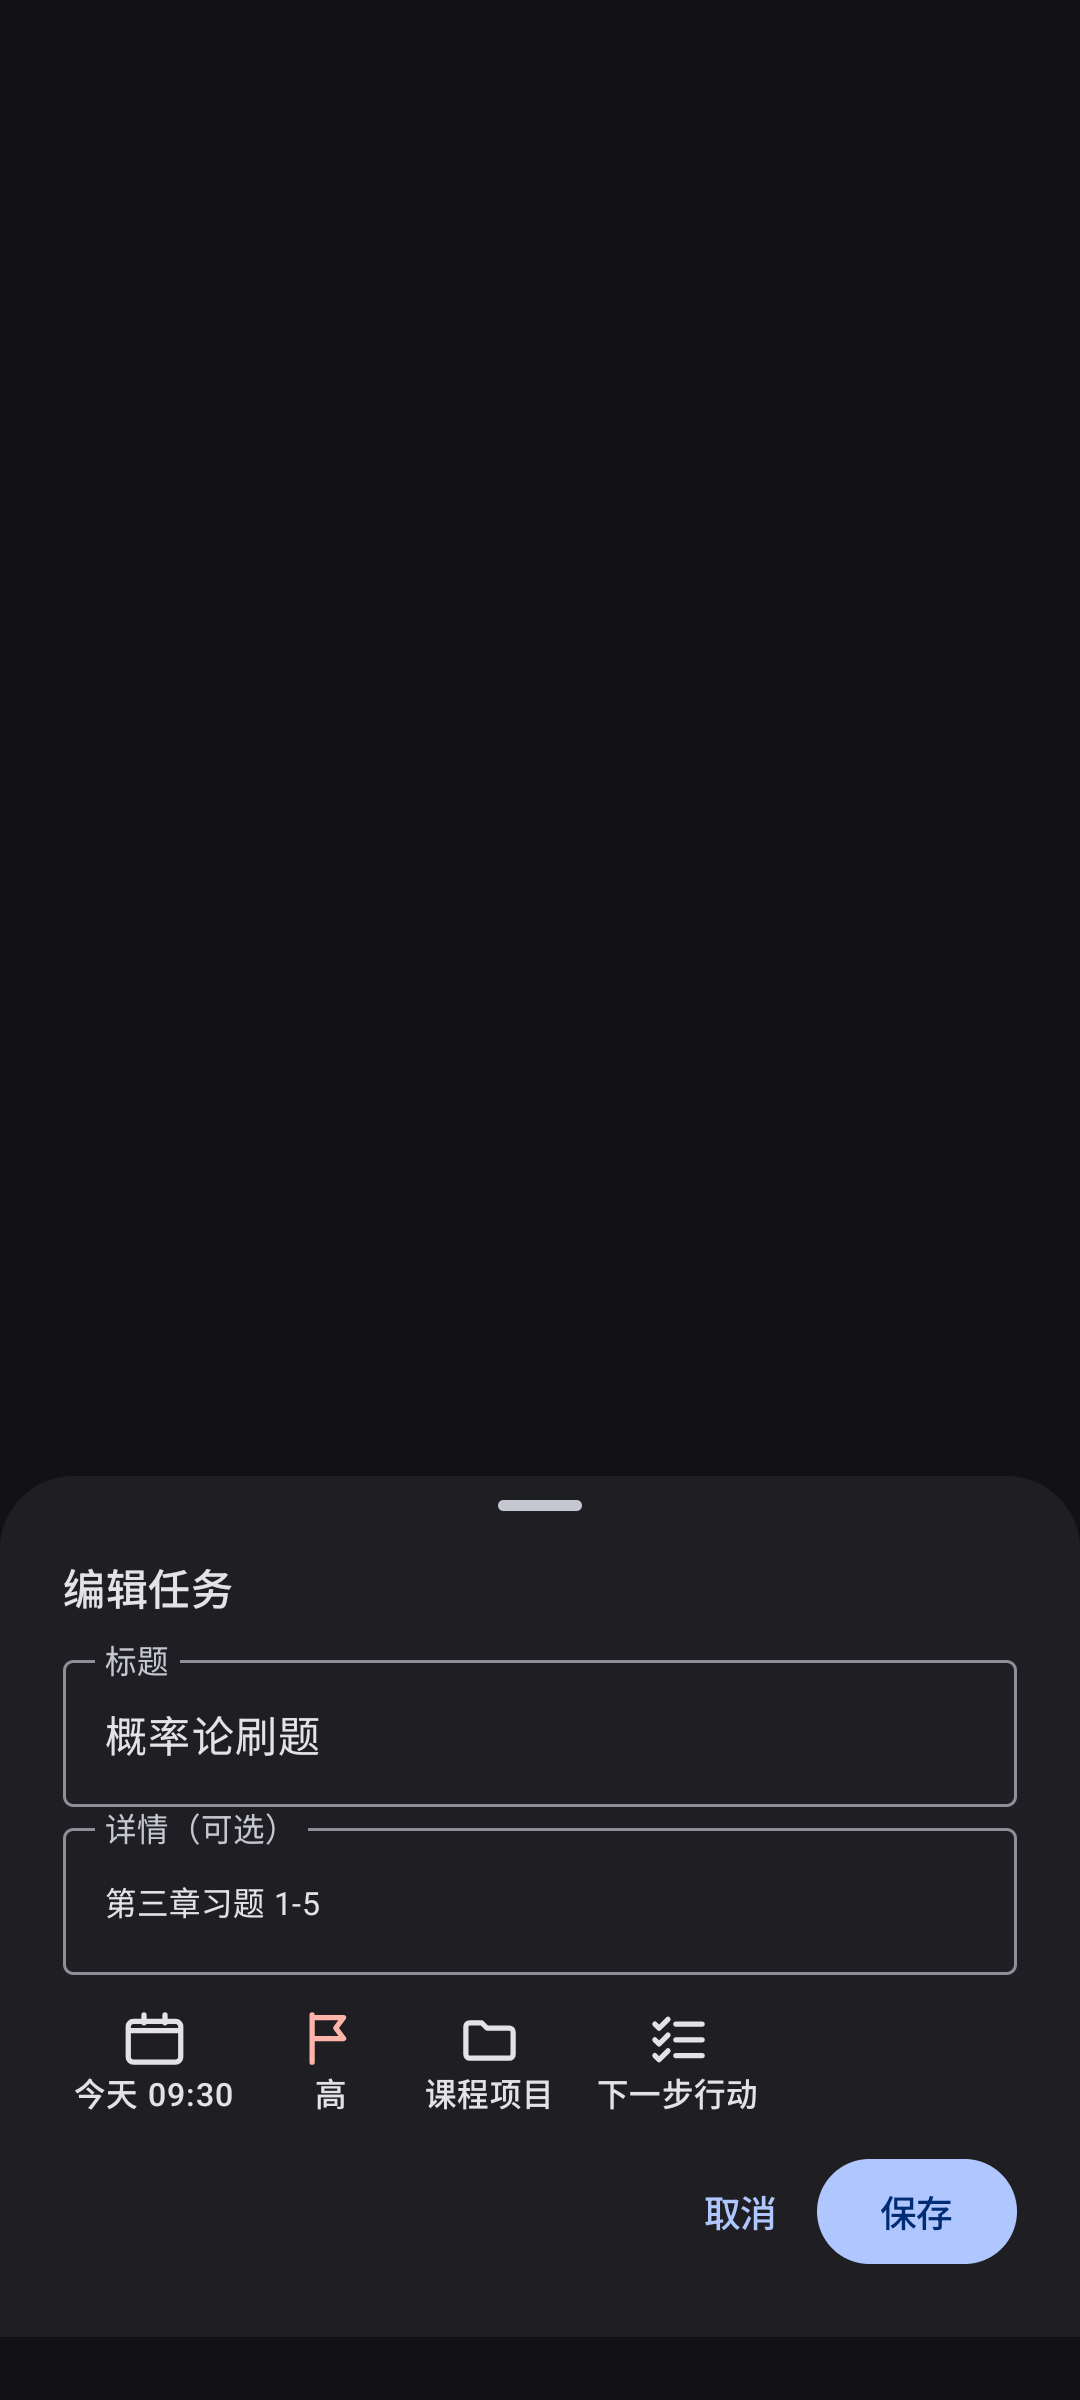 编辑任务
标题
概率论刷题
详情（可选）
第三章习题 1-5
今天 09:30
高
课程项目
下一步行动
取消
保存